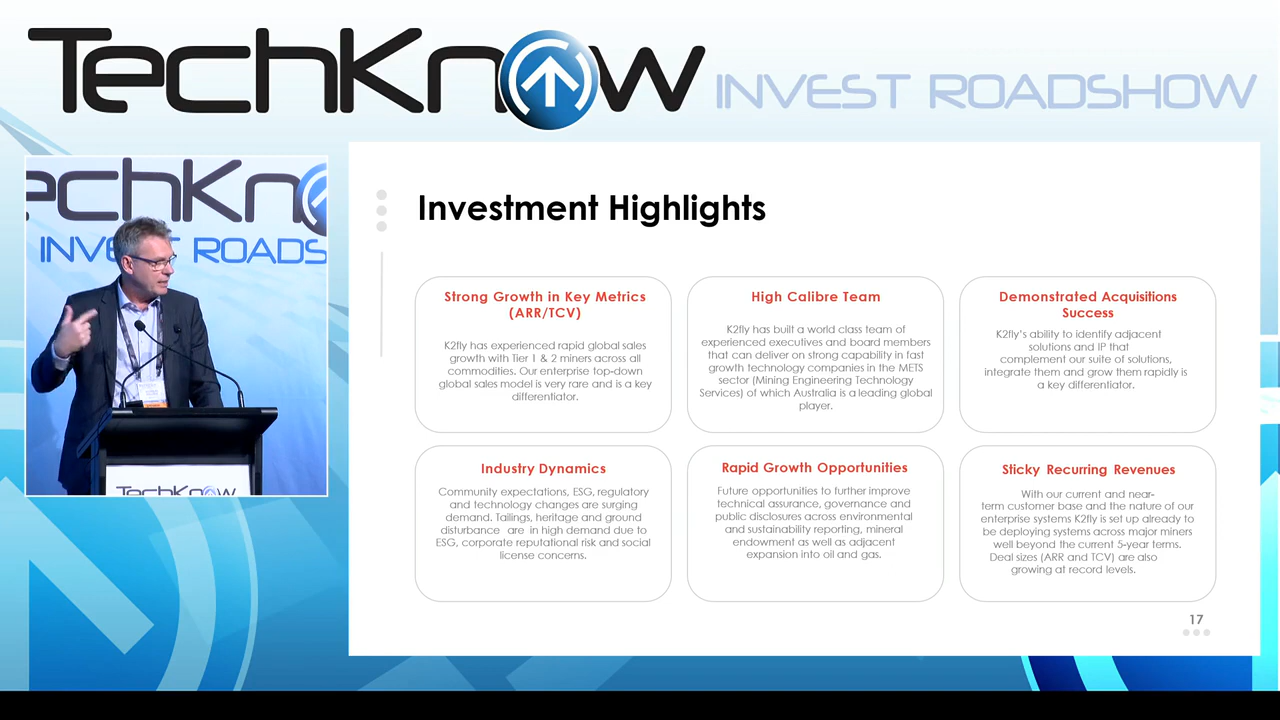 TechKnow INVEST ROADSHOW
echKn
INVE ROADS
TechKnow
Investment Highlights
Strong Growth in Key Metrics
(ARR/TCV)
K2fly has experienced rapid global sales
growth with Tier 1 & 2 miners across all
commodities. Our enterprise top-down
global sales model is very rare and is a key
differentiator.
High Calibre Team
K2fly has built a world class team of
experienced executives and board members
that can deliver on strong capability in fast
growth technology companies in the METS
sector (Mining Engineering Technology
Services) of which Australia is a leading global
player.
Demonstrated Acquisitions
Success
K2fly's ability to identify adjacent
solutions and IP that
complement our suite of solutions,
integrate them and grow them rapidly is
a key differentiator.
Industry Dynamics
Community expectations, ESG, regulatory
and technology changes are surging
demand. Tailings, heritage and ground
disturbance are in high demand due to
ESG, corporate reputational risk and social
license concerns.
Rapid Growth Opportunities
Future opportunities to further improve
technical assurance, governance and
public disclosures across environmental
and sustainability reporting, mineral
endowment as well as adjacent
expansion into oil and gas.
Sticky Recurring Revenues
With our current and near-
term customer base and the nature of our
enterprise systems K2fly is set up already to
be deploying systems across major miners
well beyond the current 5-year terms.
Deal sizes (ARR and TCV) are also
growing at record levels.
17